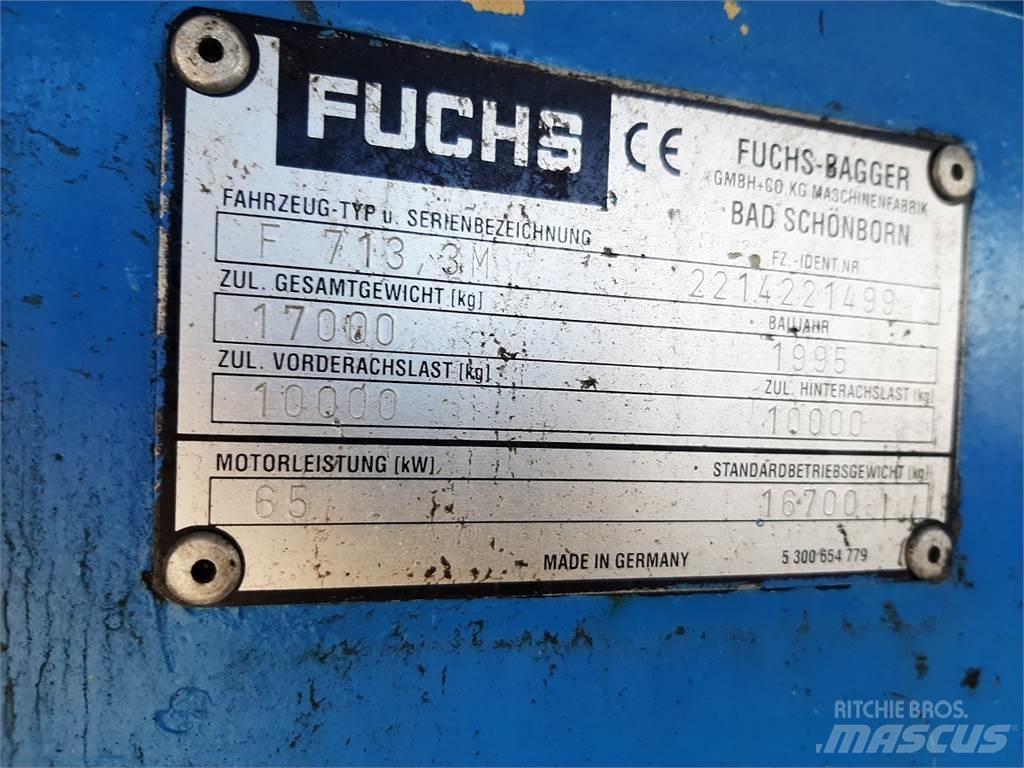 FUCHS
CE
FUCHS-BAGGER
GMBH+CO.KG MASCHINENFABRIK
BAD SCHÖNBORN
FAHRZEUG-TYP u. SERIENBEZEICHNUNG
FZ.-IDENT.NR.
F 713,3M
2214221499
ZUL. GESAMTGEWICHT [kg]
BAUJAHR
17000
1995
ZUL. VORDERACHSLAST [kg]
ZUL. HINTERACHSLAST [kg]
10000
10000
MOTORLEISTUNG [kW]
STANDARDBETRIEBSGEWICHT [kg]
65
16700
MADE IN GERMANY
5 300 654 779
RITCHIE BROS.
MASCUS